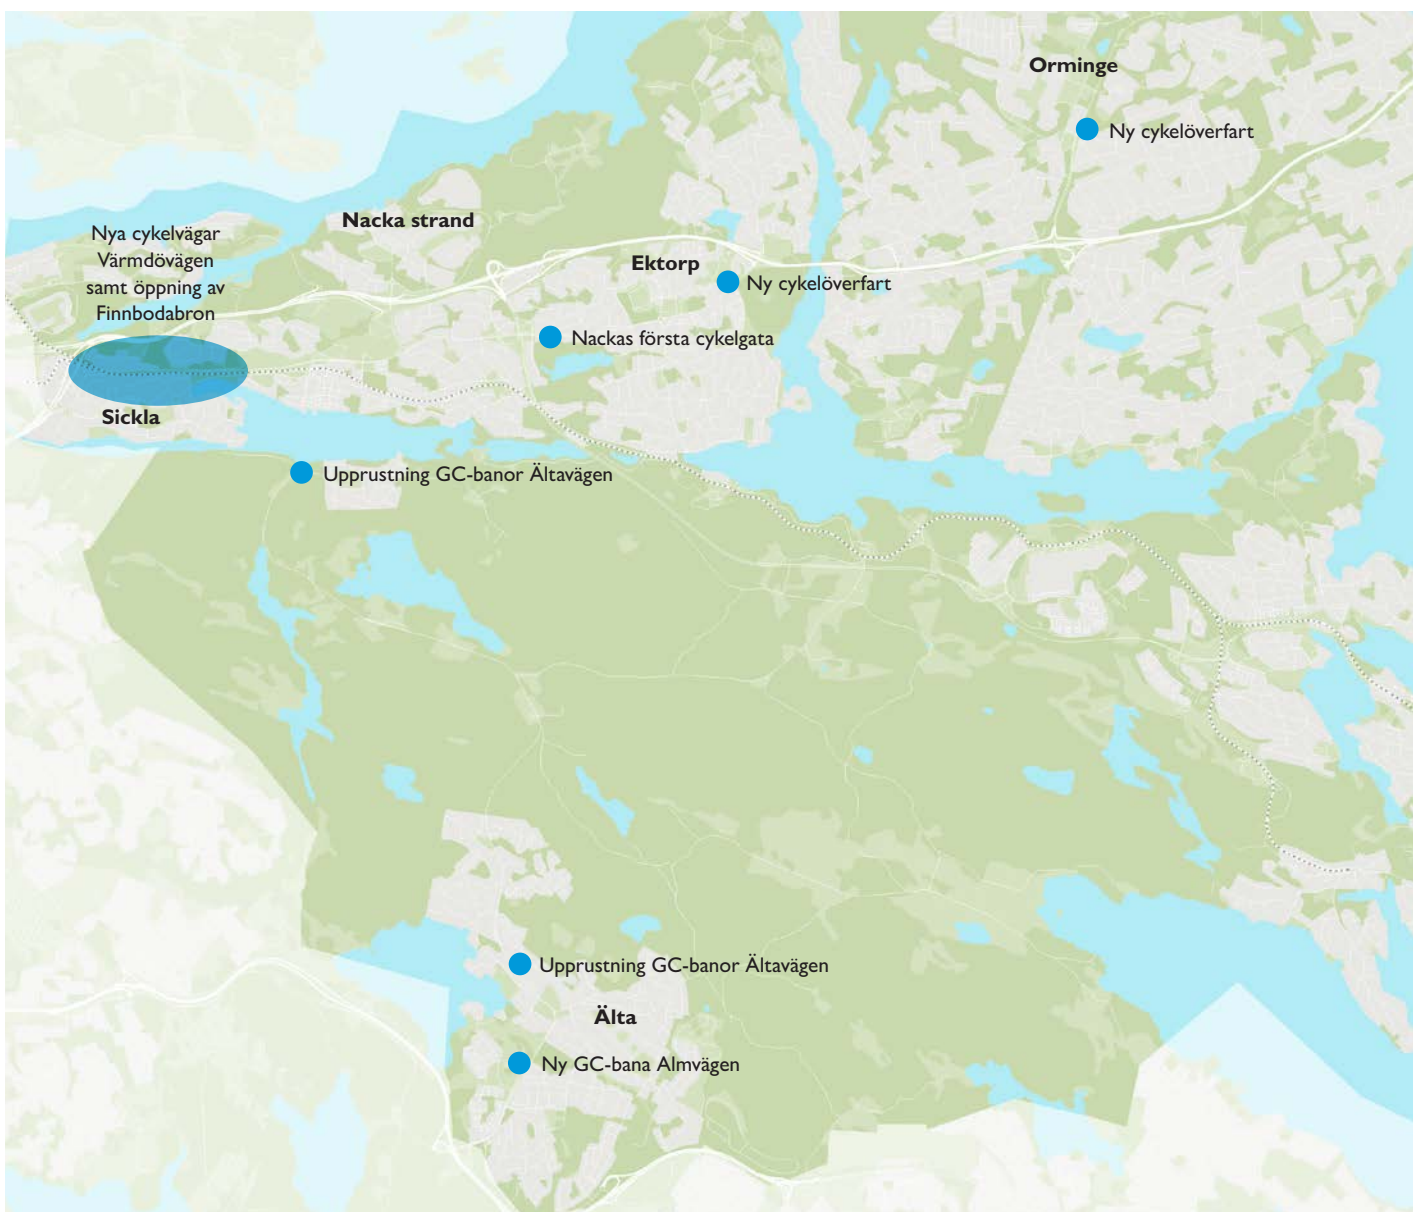 Orminge
Ny cykelöverfart
Nacka strand
Nya cykelvägar
Värmdövägen
samt öppning av
Finnbodabron
Ektorp
Ny cykelöverfart
Nackas första cykelgata
Sickla
Upprustning GC-banor Ältavägen
Upprustning GC-banor Ältavägen
Älta
Ny GC-bana Almvägen